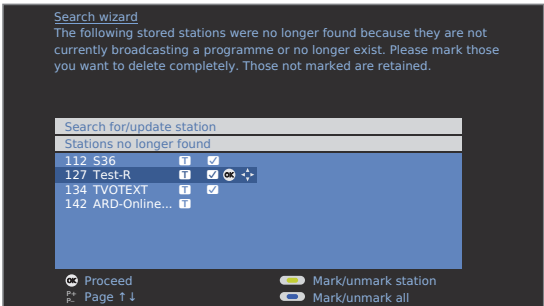 Search wizard
The following stored stations were no longer found because they are not
currently broadcasting a programme or no longer exist. Please mark those
you want to delete completely. Those not marked are retained.
Search for/update station
Stations no longer found
112 S36 T ✓
127 Test-R T ✓ OK
134 TVOTEXT T ✓
142 ARD-Online... T
OK Proceed Mark/unmark station
P+ P– Page ↑↓ Mark/unmark all